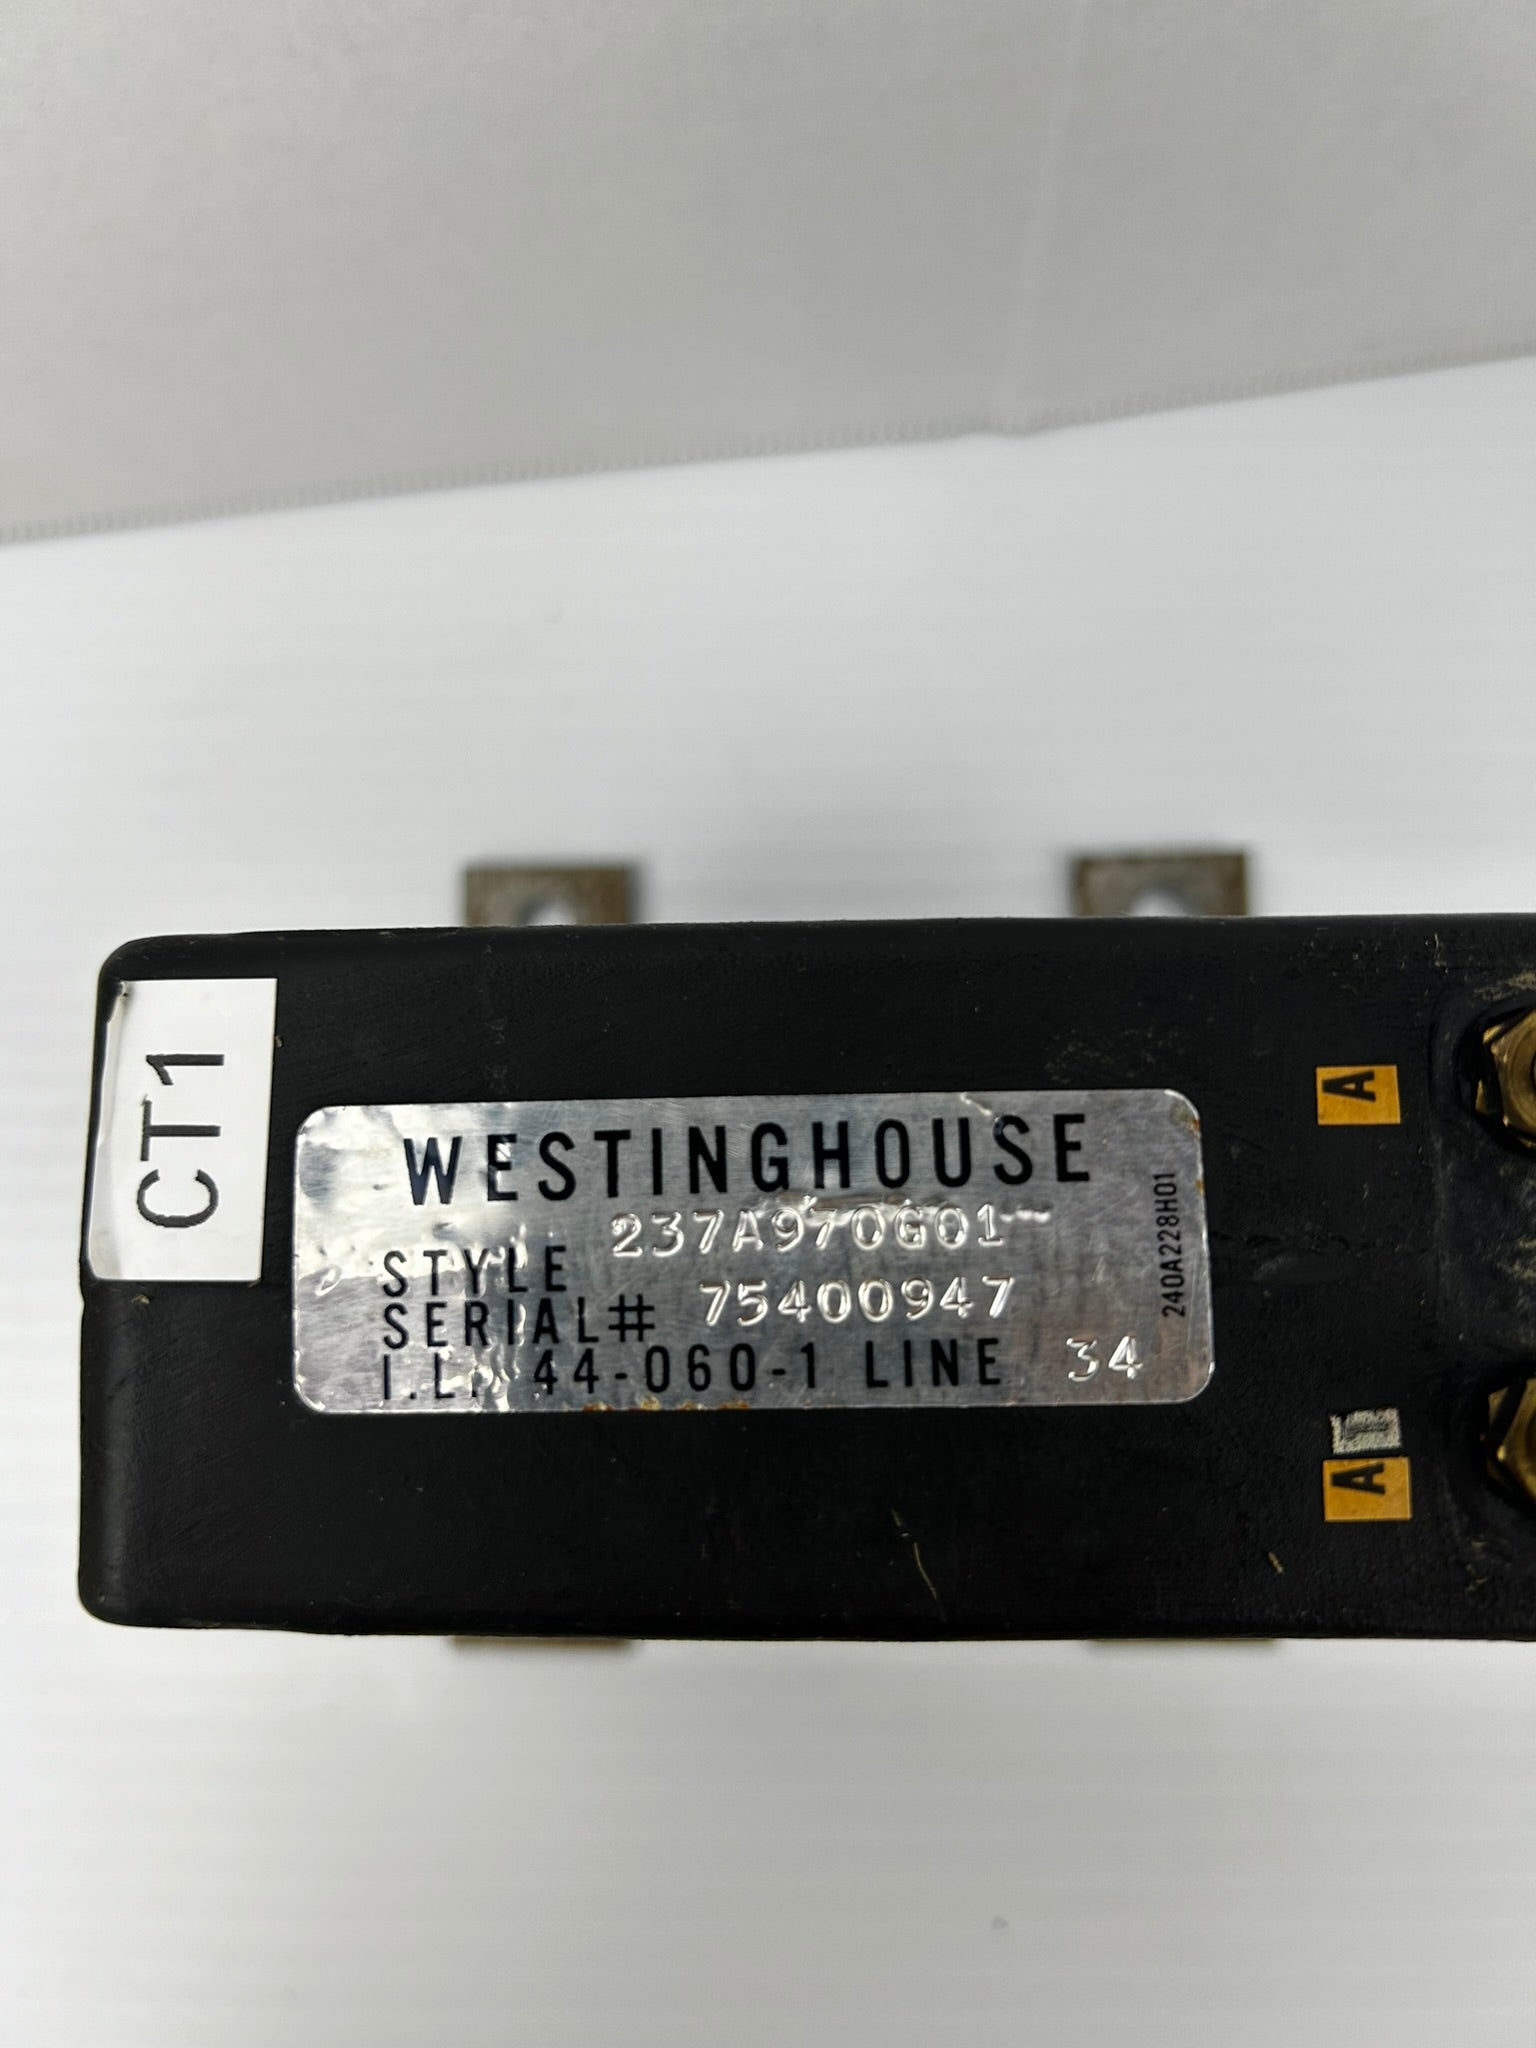 CT1
WESTINGHOUSE
STYLE 237A970G01
SERIAL# 75400947
I.L. 44-060-1 LINE 34
240A228H01
A
A